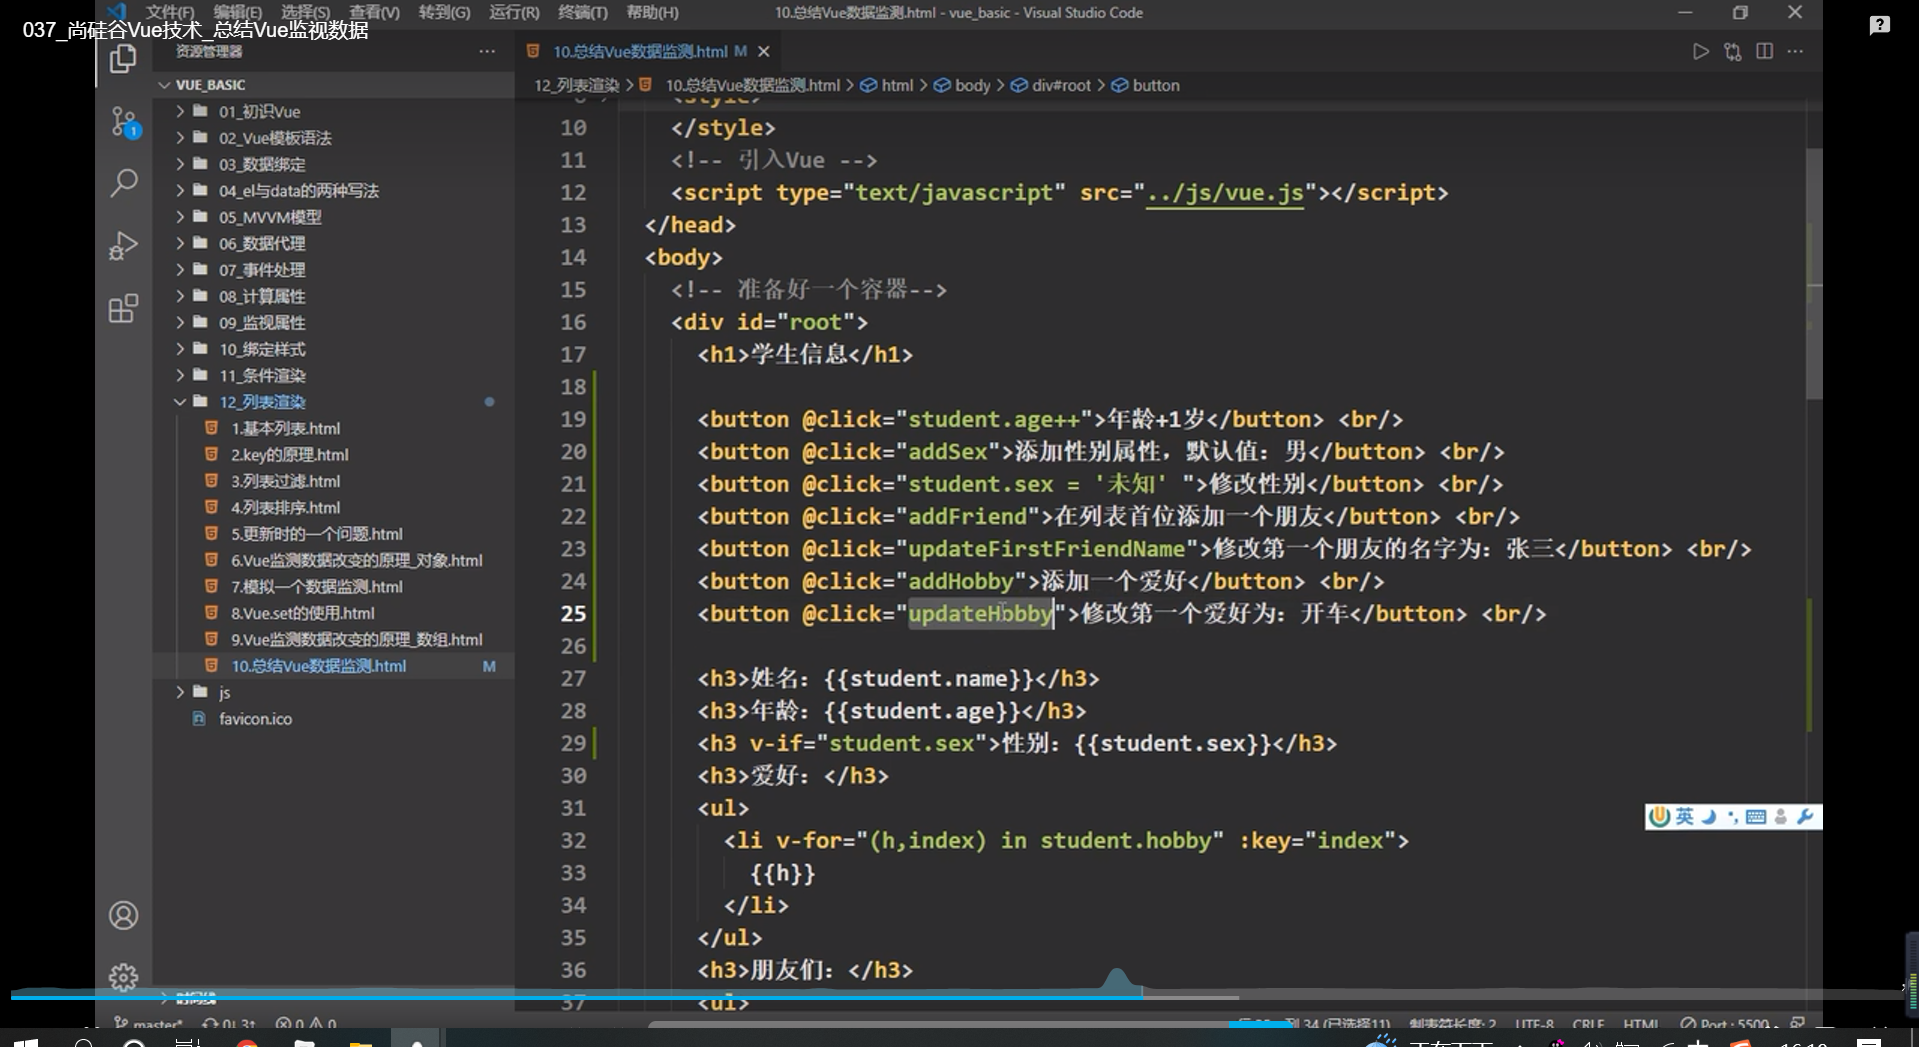 文件(F) 编辑(E) 选择(S) 查看(V) 转到(G) 运行(R) 终端(T) 帮助(H) 10.总结Vue数据监测.html - vue_basic - Visual Studio Code
037_尚硅谷Vue技术_总结Vue监视数据
资源管理器 ···
10.总结Vue数据监测.html M
VUE_BASIC
12_列表渲染 > 10.总结Vue数据监测.html > html > body > div#root > button
01_初识Vue
02_Vue模板语法
03_数据绑定
04_el与data的两种写法
05_MVVM模型
06_数据代理
07_事件处理
08_计算属性
09_监视属性
10_绑定样式
11_条件渲染
12_列表渲染
1.基本列表.html
2.key的原理.html
3.列表过滤.html
4.列表排序.html
5.更新时的一个问题.html
6.Vue监测数据改变的原理_对象.html
7.模拟一个数据监测.html
8.Vue.set的使用.html
9.Vue监测数据改变的原理_数组.html
10.总结Vue数据监测.html M
js
favicon.ico
1
<style>
10 </style>
11 <!-- 引入Vue -->
12 <script type="text/javascript" src="../js/vue.js"></script>
13 </head>
14 <body>
15 <!-- 准备好一个容器-->
16 <div id="root">
17 <h1>学生信息</h1>
18
19 <button @click="student.age++">年龄+1岁</button> <br/>
20 <button @click="addSex">添加性别属性，默认值：男</button> <br/>
21 <button @click="student.sex = '未知' ">修改性别</button> <br/>
22 <button @click="addFriend">在列表首位添加一个朋友</button> <br/>
23 <button @click="updateFirstFriendName">修改第一个朋友的名字为：张三</button> <br/>
24 <button @click="addHobby">添加一个爱好</button> <br/>
25 <button @click="updateHobby">修改第一个爱好为：开车</button> <br/>
26
27 <h3>姓名：{{student.name}}</h3>
28 <h3>年龄：{{student.age}}</h3>
29 <h3 v-if="student.sex">性别：{{student.sex}}</h3>
30 <h3>爱好：</h3>
31 <ul>
32 <li v-for="(h,index) in student.hobby" :key="index">
33 {{h}}
34 </li>
35 </ul>
36 <h3>朋友们：</h3>
37 <ul>
英
时间线
master* 0↓ 3↑ 0 0 列 34 (已选择11) 制表符长度: 2 UTF-8 CRLF HTML Port : 5500